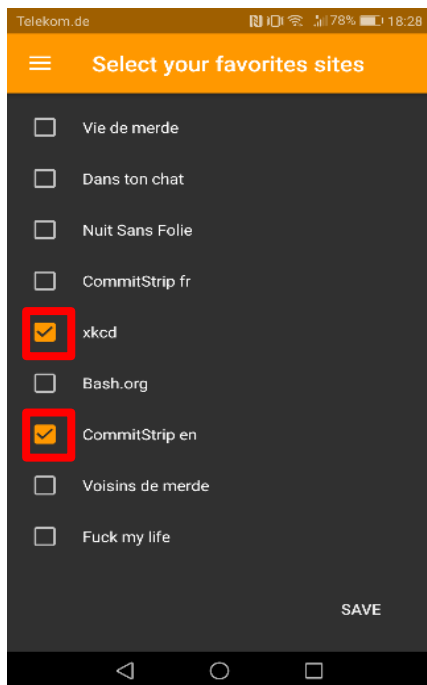 Telekom.de 78% 18:28
Select your favorites sites
Vie de merde
Dans ton chat
Nuit Sans Folie
CommitStrip fr
xkcd
Bash.org
CommitStrip en
Voisins de merde
Fuck my life
SAVE